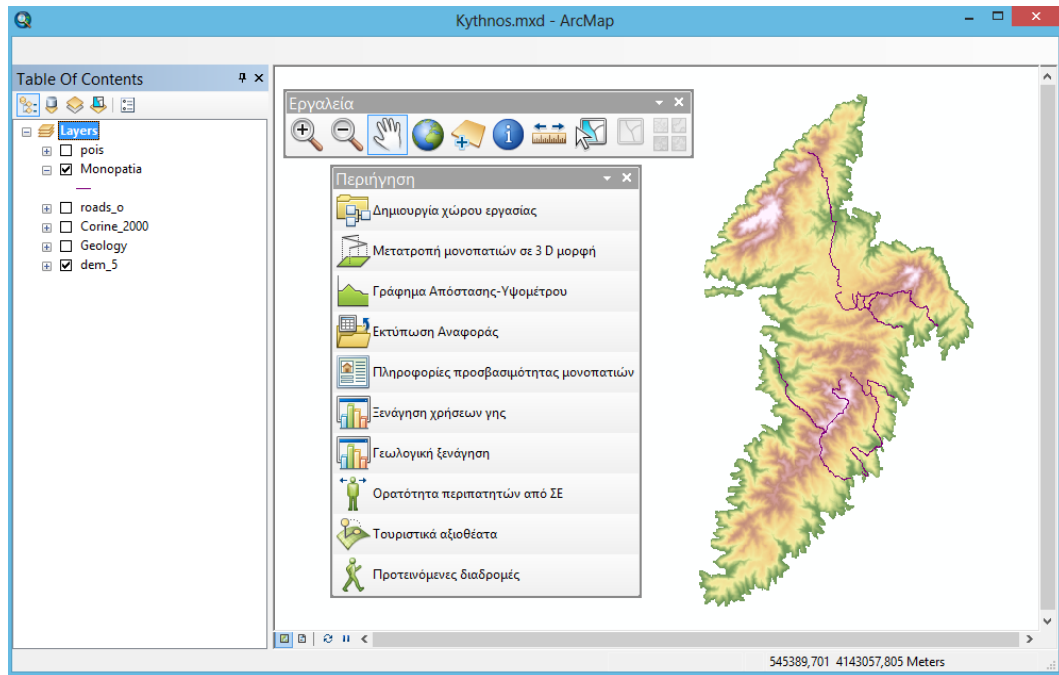 Kythnos.mxd - ArcMap
Table Of Contents
Layers
pois
Monopatia
roads_o
Corine_2000
Geology
dem_5
Εργαλεία
Περιήγηση
Δημιουργία χώρου εργασίας
Μετατροπή μονοπατιών σε 3 D μορφή
Γράφημα Απόστασης-Υψομέτρου
Εκτύπωση Αναφοράς
Πληροφορίες προσβασιμότητας μονοπατιών
Ξενάγηση χρήσεων γης
Γεωλογική ξενάγηση
Ορατότητα περιπατητών από ΣΕ
Τουριστικά αξιοθέατα
Προτεινόμενες διαδρομές
545389,701 4143057,805 Meters